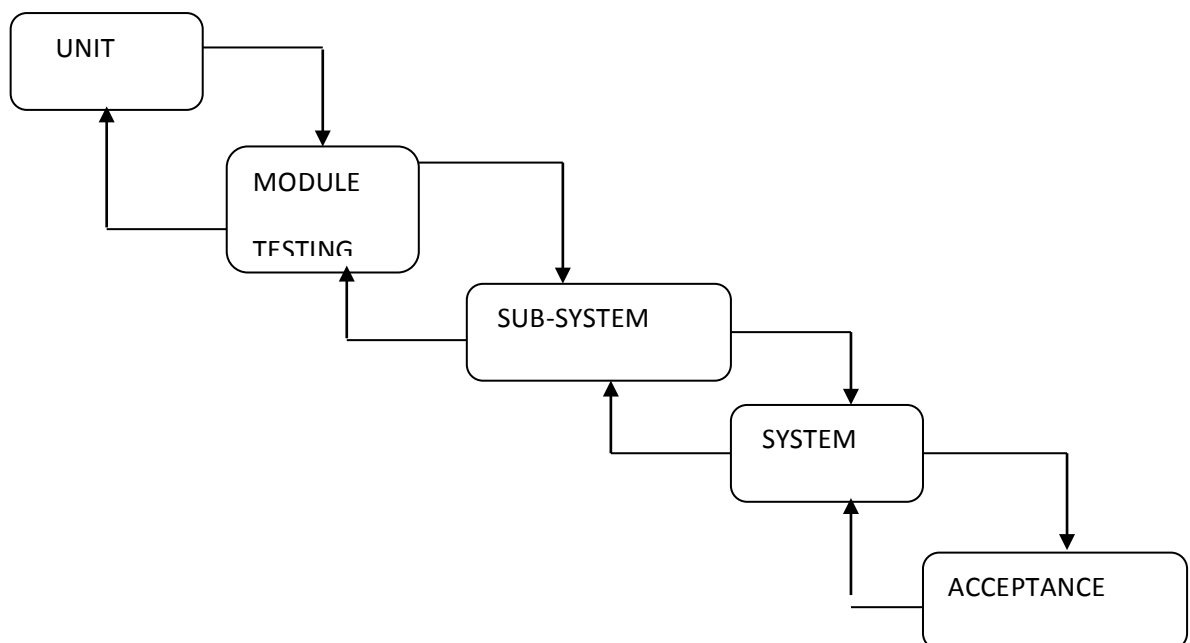 UNIT
MODULE
TESTING
SUB-SYSTEM
SYSTEM
ACCEPTANCE